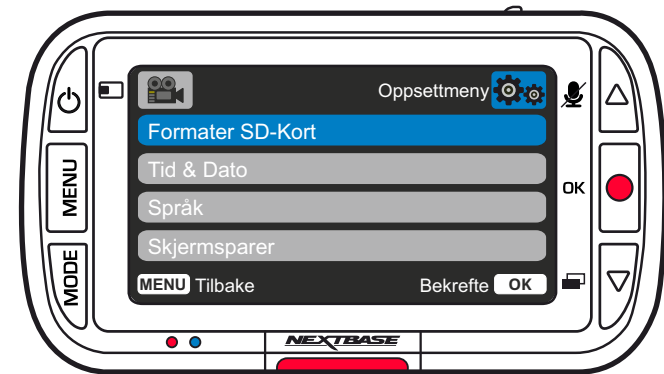 Oppsettmeny
Formater SD-Kort
Tid & Dato
Språk
Skjermsparer
MENU Tilbake Bekrefte OK
MENU
MODE
OK
NEXTBASE